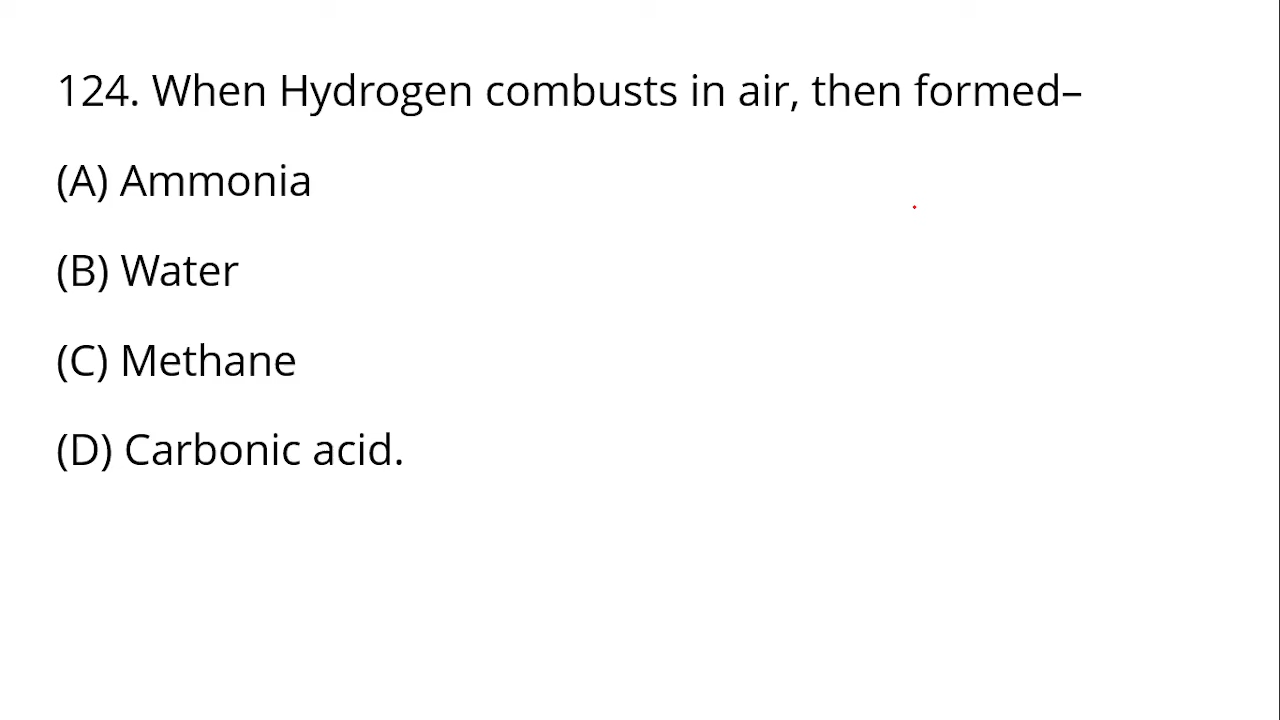 124. When Hydrogen combusts in air, then formed–
(A) Ammonia
(B) Water
(C) Methane
(D) Carbonic acid.